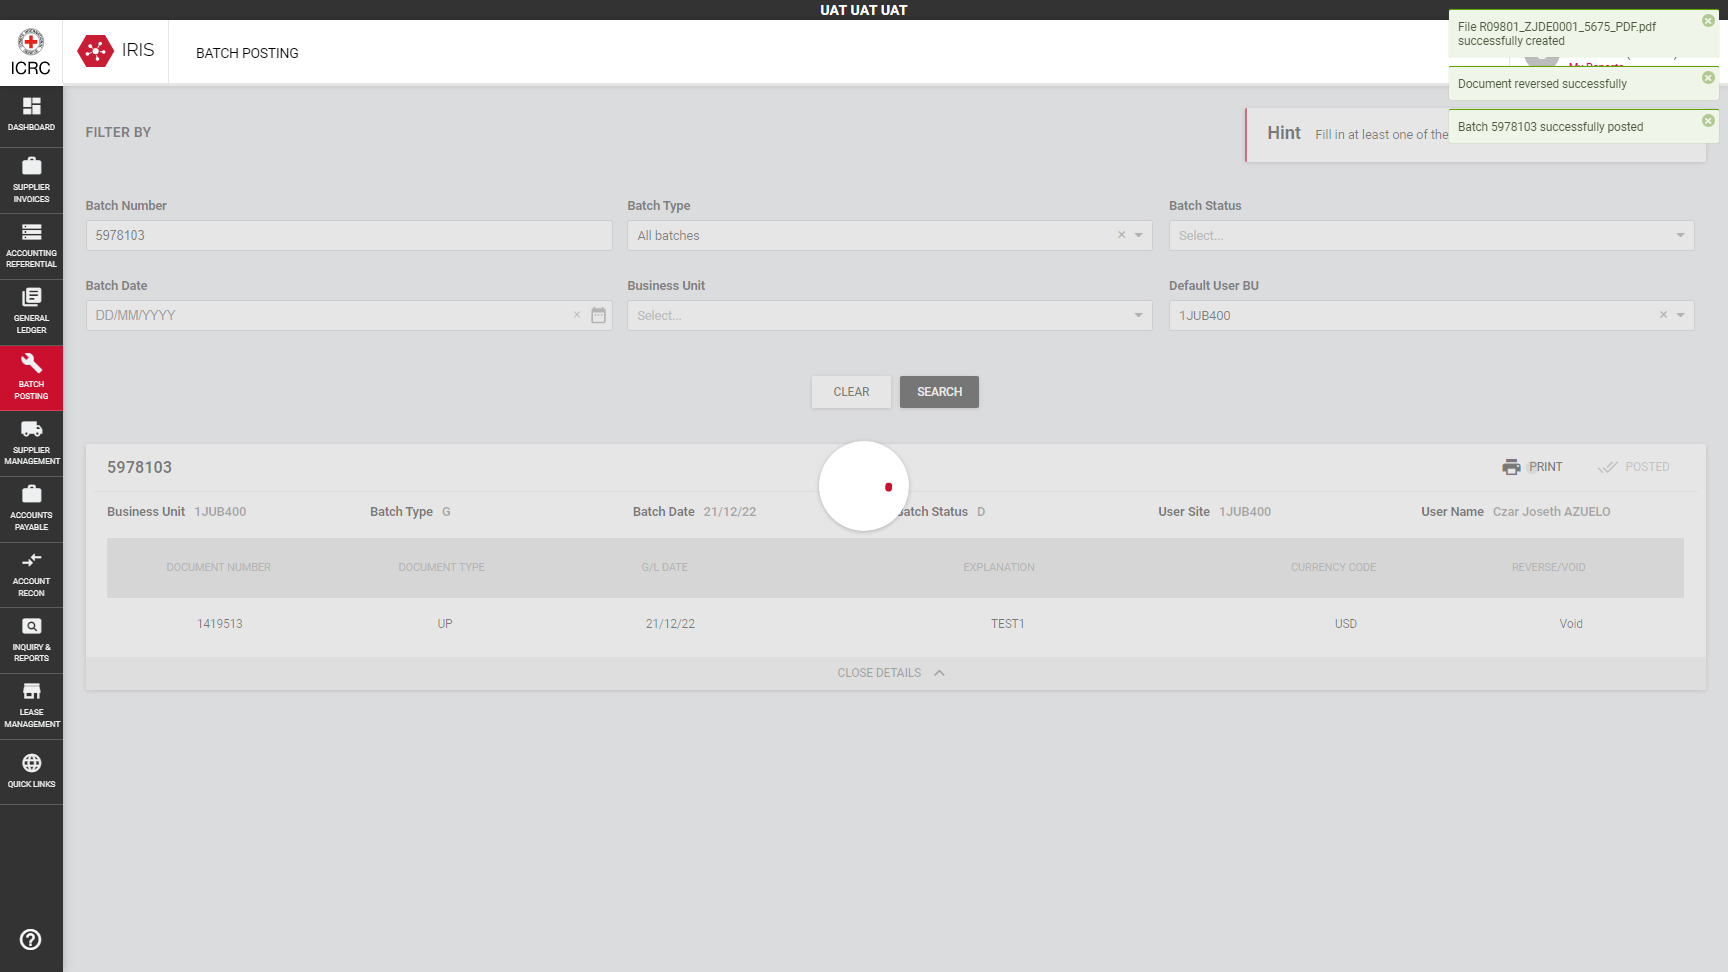 UAT UAT UAT
ICRC
IRIS
BATCH POSTING
File R09801_ZJDE0001_5675_PDF.pdf
successfully created
My Reports
Document reversed successfully
Batch 5978103 successfully posted
DASHBOARD
SUPPLIER
INVOICES
ACCOUNTING
REFERENTIAL
GENERAL
LEDGER
BATCH
POSTING
SUPPLIER
MANAGEMENT
ACCOUNTS
PAYABLE
ACCOUNT
RECON
INQUIRY &
REPORTS
LEASE
MANAGEMENT
QUICK LINKS
FILTER BY
Hint Fill in at least one of the
Batch Number
5978103
Batch Type
All batches
Batch Status
Select...
Batch Date
DD/MM/YYYY
Business Unit
Select...
Default User BU
1JUB400
CLEAR
SEARCH
5978103
PRINT
POSTED
Business Unit 1JUB400
Batch Type G
Batch Date 21/12/22
Batch Status D
User Site 1JUB400
User Name Czar Joseth AZUELO
DOCUMENT NUMBER DOCUMENT TYPE G/L DATE EXPLANATION CURRENCY CODE REVERSE/VOID
1419513 UP 21/12/22 TEST1 USD Void
CLOSE DETAILS